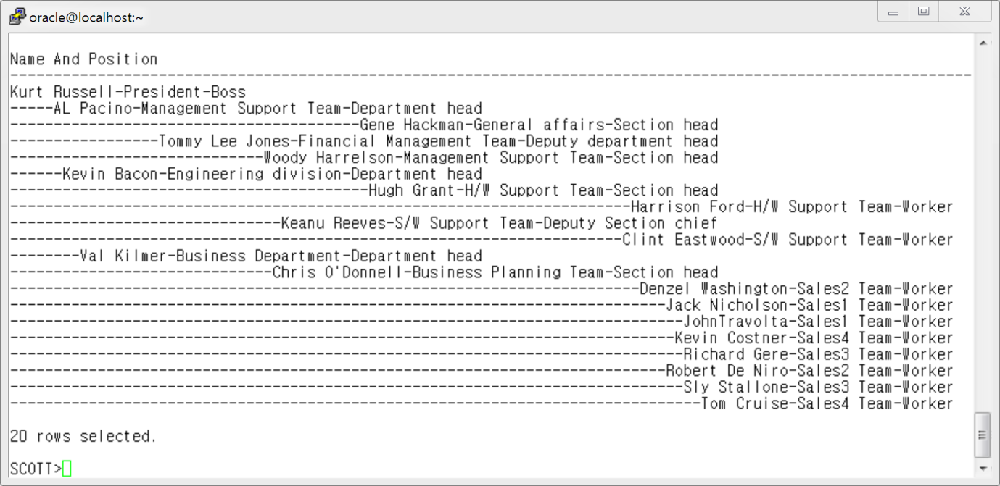 oracle@localhost:~
Name And Position
--------------------------------------------------------------------------------------------------------------
Kurt Russell-President-Boss
-----AL Pacino-Management Support Team-Department head
----------------------------------------Gene Hackman-General affairs-Section head
-----------------Tommy Lee Jones-Financial Management Team-Deputy department head
-----------------------------Woody Harrelson-Management Support Team-Section head
------Kevin Bacon-Engineering division-Department head
-----------------------------------------Hugh Grant-H/W Support Team-Section head
-----------------------------------------------------------------------Harrison Ford-H/W Support Team-Worker
-------------------------------Keanu Reeves-S/W Support Team-Deputy Section chief
----------------------------------------------------------------------Clint Eastwood-S/W Support Team-Worker
--------Val Kilmer-Business Department-Department head
------------------------------Chris O'Donnell-Business Planning Team-Section head
------------------------------------------------------------------------Denzel Washington-Sales2 Team-Worker
---------------------------------------------------------------------------Jack Nicholson-Sales1 Team-Worker
-----------------------------------------------------------------------------JohnTravolta-Sales1 Team-Worker
----------------------------------------------------------------------------Kevin Costner-Sales4 Team-Worker
-----------------------------------------------------------------------------Richard Gere-Sales3 Team-Worker
---------------------------------------------------------------------------Robert De Niro-Sales2 Team-Worker
-----------------------------------------------------------------------------Sly Stallone-Sales3 Team-Worker
-------------------------------------------------------------------------------Tom Cruise-Sales4 Team-Worker
20 rows selected.
SCOTT>